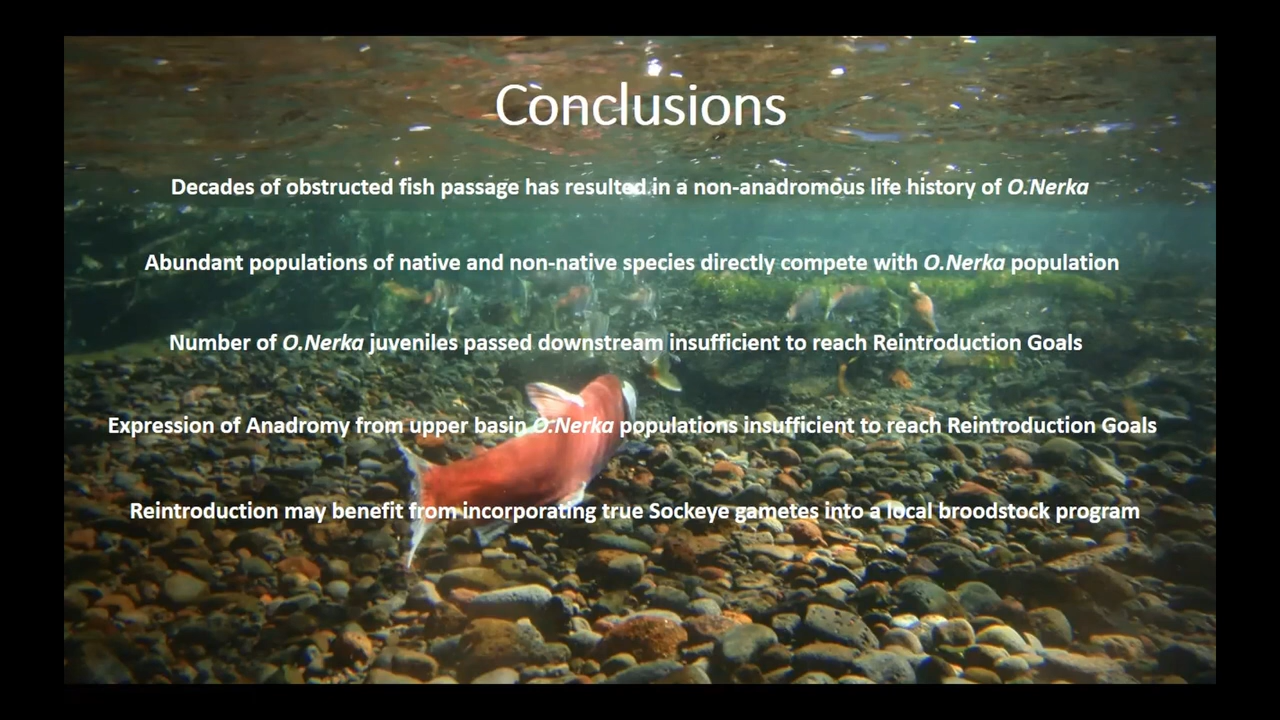 Conclusions
Decades of obstructed fish passage has resulted in a non-anadromous life history of O.Nerka
Abundant populations of native and non-native species directly compete with O.Nerka population
Number of O.Nerka juveniles passed downstream insufficient to reach Reintroduction Goals
Expression of Anadromy from upper basin O.Nerka populations insufficient to reach Reintroduction Goals
Reintroduction may benefit from incorporating true Sockeye gametes into a local broodstock program